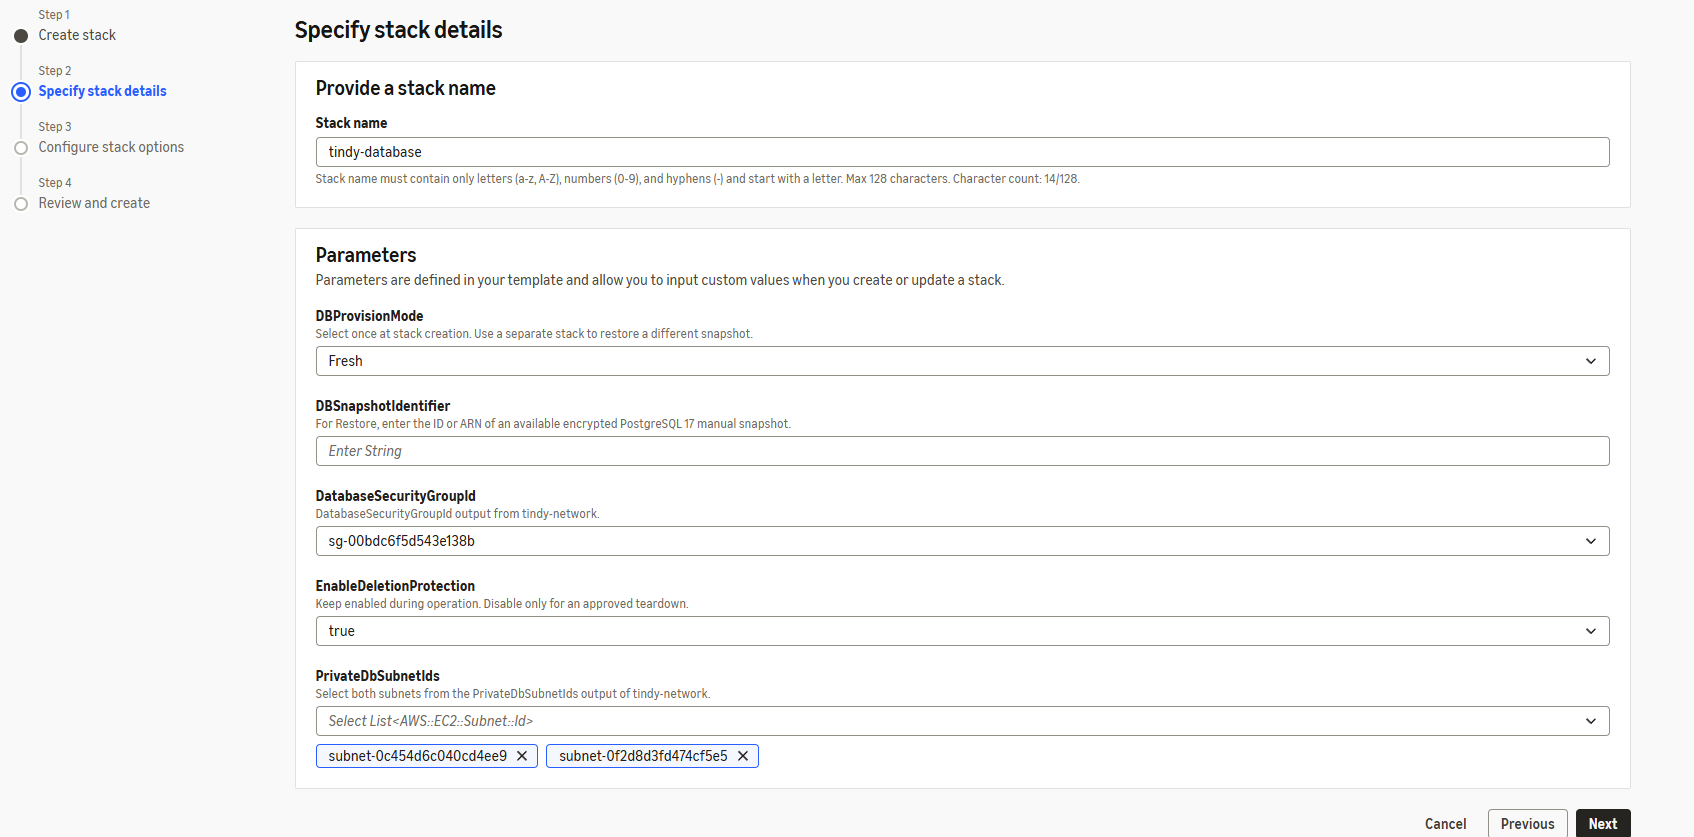 Step 1
Create stack
Step 2
Specify stack details
Step 3
Configure stack options
Step 4
Review and create
Specify stack details
Provide a stack name
Stack name
tindy-database
Stack name must contain only letters (a-z, A-Z), numbers (0-9), and hyphens (-) and start with a letter. Max 128 characters. Character count: 14/128.
Parameters
Parameters are defined in your template and allow you to input custom values when you create or update a stack.
DBProvisionMode
Select once at stack creation. Use a separate stack to restore a different snapshot.
Fresh
DBSnapshotIdentifier
For Restore, enter the ID or ARN of an available encrypted PostgreSQL 17 manual snapshot.
Enter String
DatabaseSecurityGroupId
DatabaseSecurityGroupId output from tindy-network.
sg-00bdc6f5d543e138b
EnableDeletionProtection
Keep enabled during operation. Disable only for an approved teardown.
true
PrivateDbSubnetIds
Select both subnets from the PrivateDbSubnetIds output of tindy-network.
Select List<AWS::EC2::Subnet::Id>
subnet-0c454d6c040cd4ee9 subnet-0f2d8d3fd474cf5e5
Cancel Previous Next